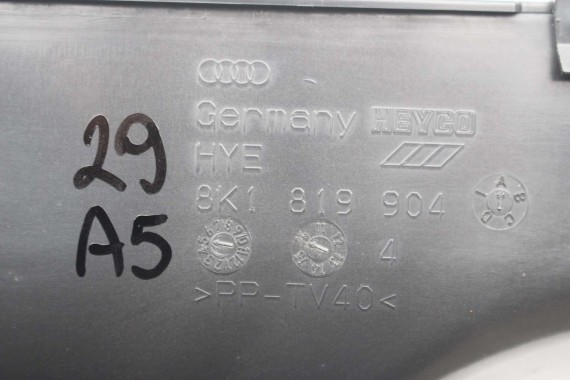 29
A5
Germany HEYCO
HYE
8K1 819 904
4
>PP-TV40<